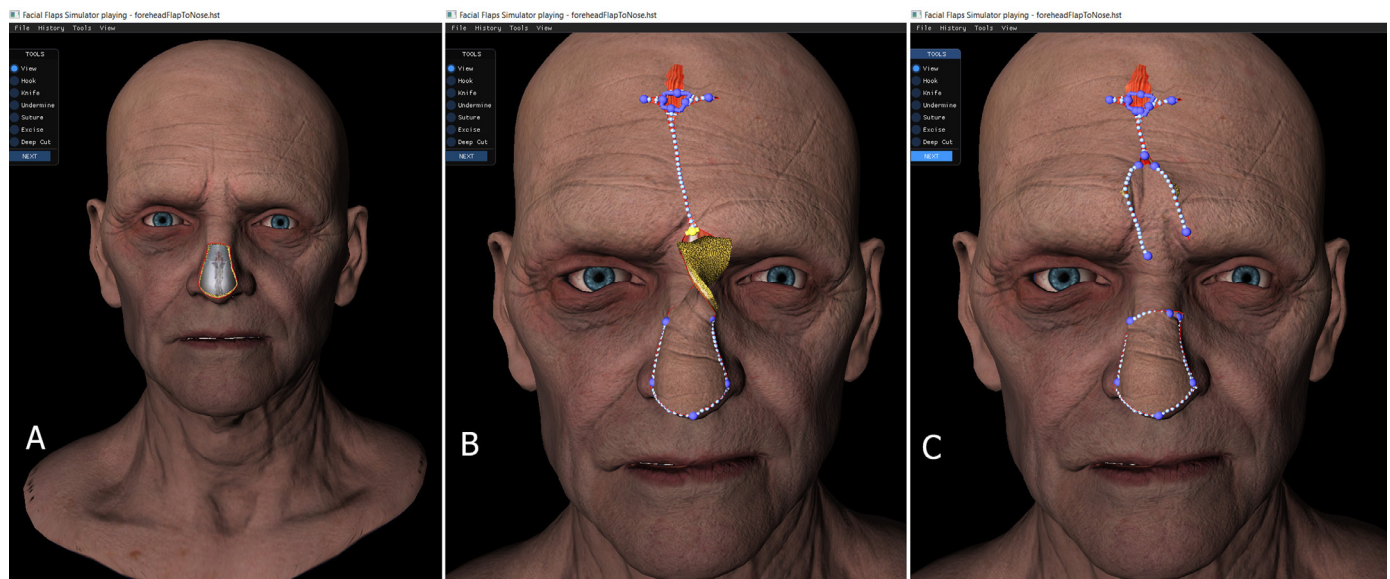 Facial Flaps Simulator playing - foreheadFlapToNose.hst
File History Tools View
TOOLS
View
Hook
Knife
Undermine
Suture
Excise
Deep Cut
NEXT
A
Facial Flaps Simulator playing - foreheadFlapToNose.hst
File History Tools View
TOOLS
View
Hook
Knife
Undermine
Suture
Excise
Deep Cut
NEXT
B
Facial Flaps Simulator playing - foreheadFlapToNose.hst
File History Tools View
TOOLS
View
Hook
Knife
Undermine
Suture
Excise
Deep Cut
NEXT
C